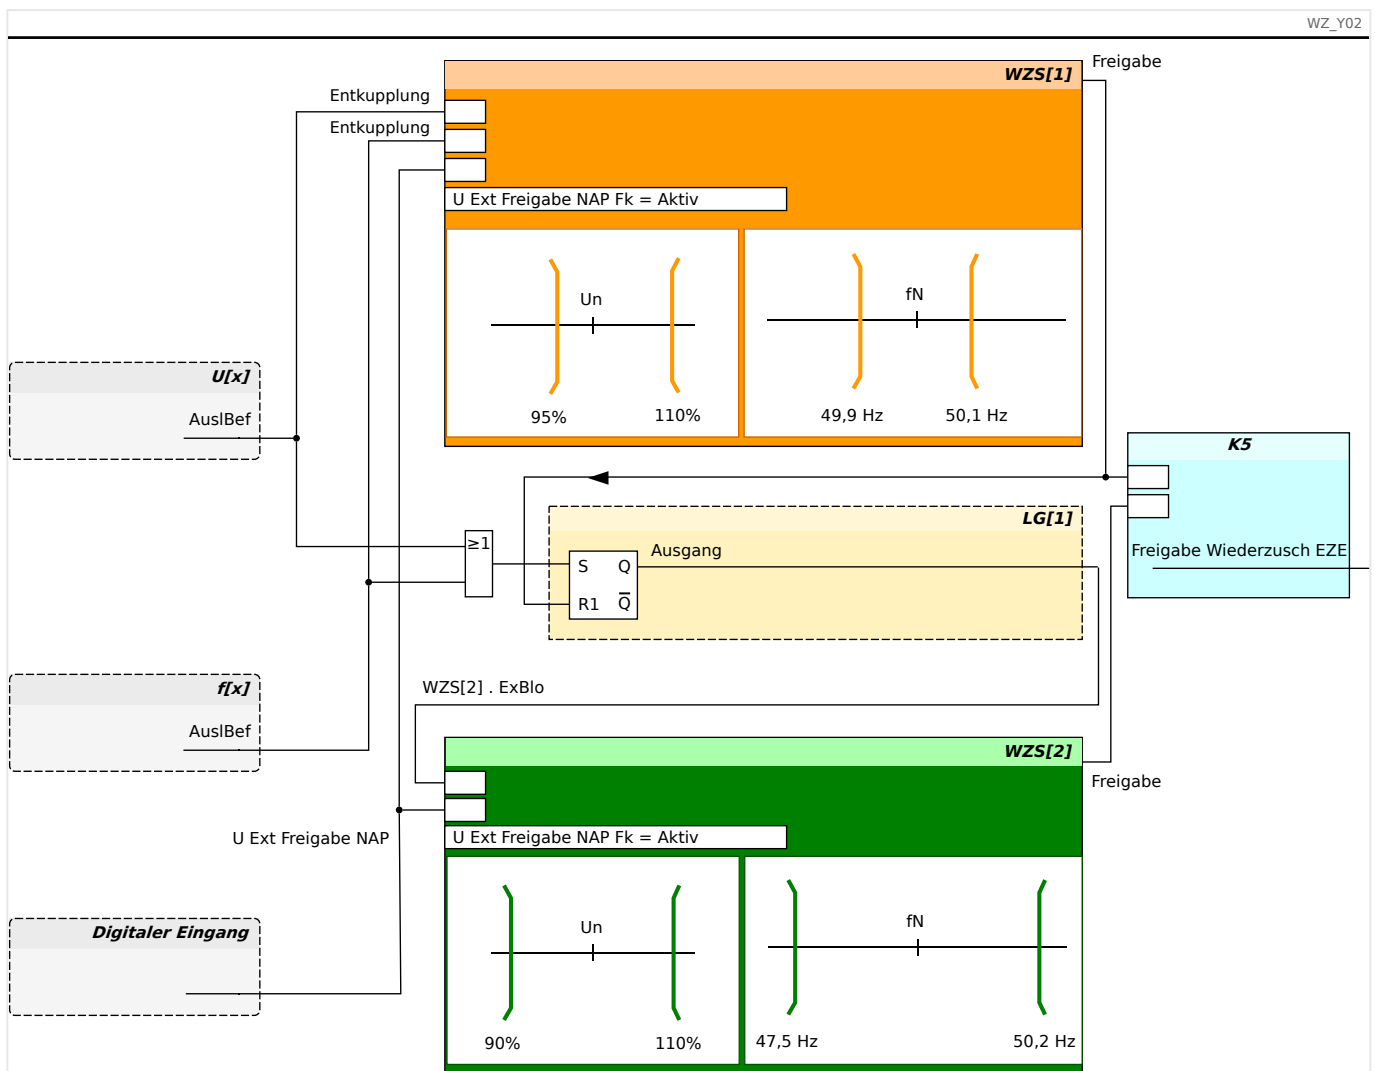 WZ_Y02
Freigabe
WZS[1]
Entkupplung
Entkupplung
U Ext Freigabe NAP Fk = Aktiv
Un
fN
95%
110%
49,9 Hz
50,1 Hz
U[x]
AuslBef
K5
Freigabe Wiederzusch EZE
LG[1]
≥1
S
Q
Ausgang
R1
Q̅
f[x]
AuslBef
WZS[2] . ExBlo
WZS[2]
Freigabe
U Ext Freigabe NAP
U Ext Freigabe NAP Fk = Aktiv
Digitaler Eingang
Un
fN
90%
110%
47,5 Hz
50,2 Hz